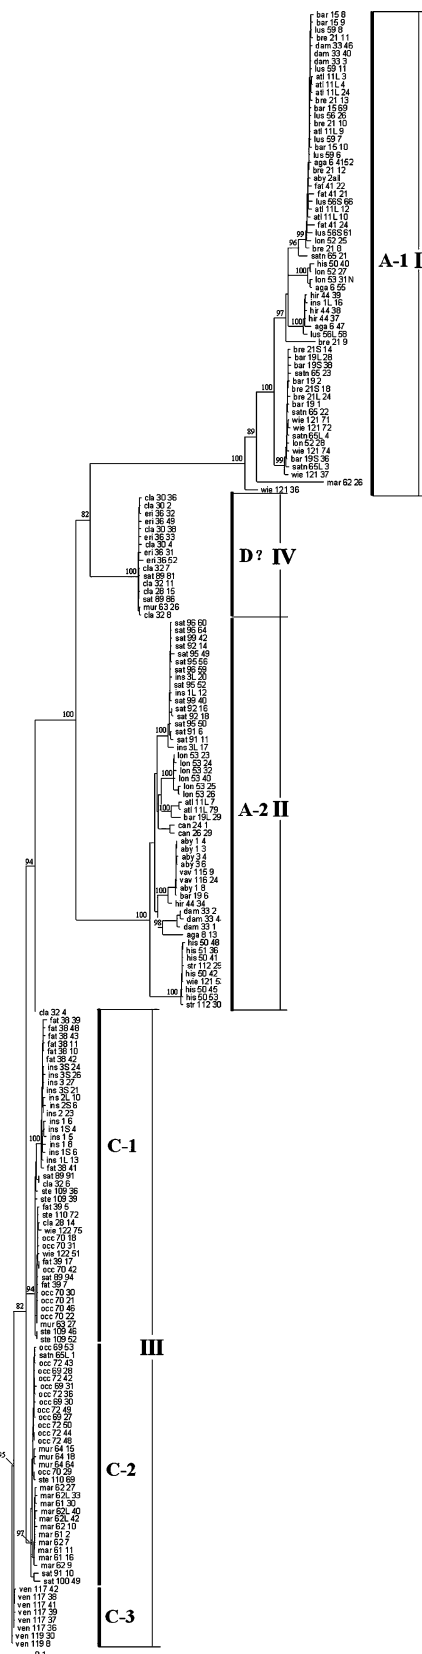 bar 15 8
bar 15 9
lus 59 8
bre 21 11
dam 33 46
dam 33 40
dam 33 3
lus 59 11
atl 11L 3
atl 11L 4
atl 11L 24
bre 21 13
bar 15 69
lus 56 26
bre 21 10
atl 11L 9
lus 59 7
bar 15 10
lus 59 6
aga 6 4152
bre 21 12
aby 2all
fat 41 22
fat 41 21
lus 56S 66
atl 11L 12
atl 11L 10
fat 41 24
lus 56S 61
99
lon 52 25
96
bre 21 8
satn 65 21
A-1 I
his 50 40
lon 52 27
100
lon 53 31N
aga 6 55
hir 44 39
ins 1L 16
hir 44 38
97
hir 44 37
100
aga 6 47
lus 56L 58
bre 21 9
bre 21S 14
bar 19L 28
bar 19S 38
satn 65 23
bar 19 2
100
bre 21S 18
bre 21L 24
bar 19 1
satn 65 22
wie 121 71
wie 121 72
89
satn 65L 4
lon 52 28
wie 121 74
100
99
bar 19S 36
satn 65L 3
wie 121 37
mar 62 26
wie 121 36
cla 30 36
cla 30 2
82
eri 36 32
eri 36 49
cla 30 38
eri 36 33
cla 30 4
eri 36 31
D? IV
eri 36 52
cla 32 7
100
sat 89 81
cla 32 11
cla 28 15
sat 89 86
mur 63 26
cla 32 8
sat 96 60
sat 96 64
sat 99 42
sat 92 14
sat 95 49
sat 95 56
sat 96 59
ins 3L 20
sat 95 52
ins 1L 12
sat 99 40
sat 92 16
sat 92 18
100
sat 95 50
sat 91 6
100
sat 91 11
ins 3L 17
lon 53 23
lon 53 24
lon 53 32
100
lon 53 40
lon 53 25
lon 53 26
atl 11L 7
100
atl 11L 79
A-2 II
bar 19L 29
can 24 1
can 26 29
aby 1 4
aby 1 3
aby 3 4
aby 3 6
94
vav 115 9
vav 116 24
aby 1 8
100
bar 19 6
hir 44 34
dam 33 2
100
dam 33 4
98
dam 33 1
aga 8 13
his 50 48
his 51 36
his 50 41
str 112 29
his 50 42
wie 121 5
his 50 45
100
his 50 53
str 112 30
cla 32 4
fat 38 39
fat 38 48
fat 38 43
fat 38 11
fat 38 10
fat 38 42
ins 3S 24
ins 3S 26
ins 3 27
ins 3S 21
ins 2L 10
ins 2S 6
ins 2 23
ins 1 6
ins 1S 4
100
ins 1 5
C-1
ins 1 8
ins 1S 6
ins 1L 13
fat 38 41
sat 89 91
cla 32 6
ste 109 36
ste 109 39
fat 39 5
ste 110 72
cla 28 14
wie 122 75
occ 70 18
occ 70 31
wie 122 51
fat 39 17
occ 70 42
sat 89 94
94
fat 39 7
occ 70 30
occ 70 21
82
occ 70 46
occ 70 22
mur 63 27
ste 109 46
ste 109 52
III
occ 69 53
satn 65L 1
occ 72 43
occ 69 28
occ 72 42
occ 69 31
occ 72 36
occ 69 30
occ 72 49
occ 69 27
occ 72 50
occ 72 44
occ 72 48
mur 64 15
95
mur 64 18
mur 64 64
C-2
occ 70 29
ste 110 69
mar 62 27
mar 62L 33
mar 61 30
mar 62L 40
mar 62L 42
mar 62 10
97
mar 61 2
mar 62 7
mar 61 11
mar 61 16
mar 62 9
sat 91 10
sat 100 49
ven 117 42
ven 117 38
ven 117 41
ven 117 39
C-3
ven 117 37
ven 117 36
ven 119 30
ven 119 8